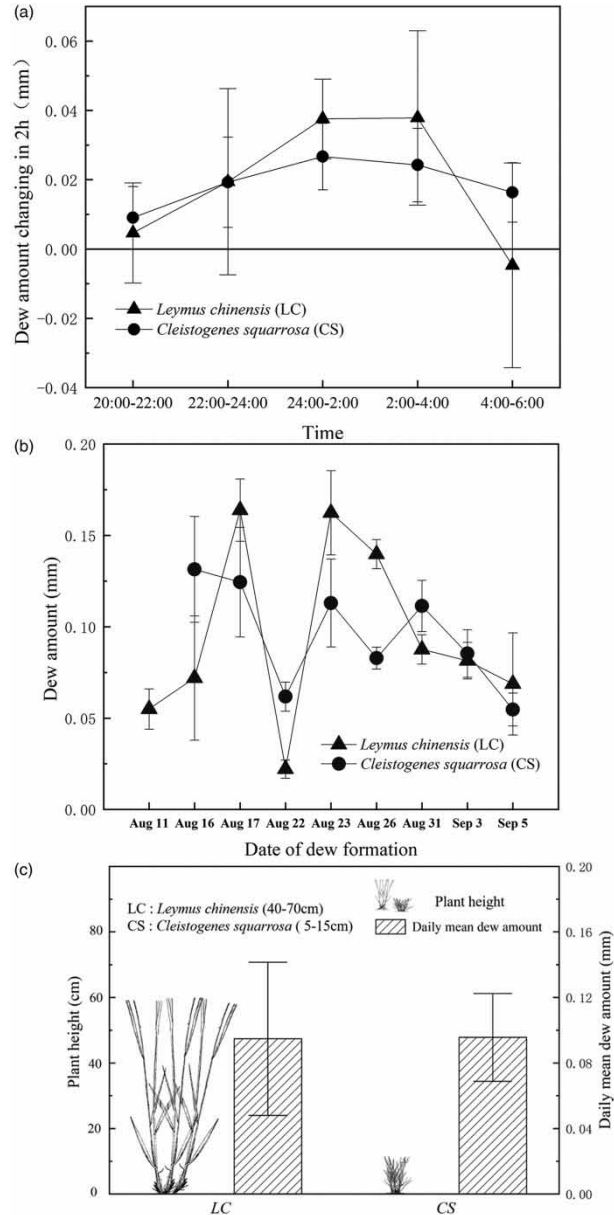 (a)
Dew amount changing in 2h (mm)
0.06
0.04
0.02
0.00
−0.02
−0.04
Leymus chinensis (LC)
Cleistogenes squarrosa (CS)
20:00-22:00 22:00-24:00 24:00-2:00 2:00-4:00 4:00-6:00
Time
(b)
Dew amount (mm)
0.20
0.15
0.10
0.05
0.00
Leymus chinensis (LC)
Cleistogenes squarrosa (CS)
Aug 11 Aug 16 Aug 17 Aug 22 Aug 23 Aug 26 Aug 31 Sep 3 Sep 5
Date of dew formation
(c)
LC : Leymus chinensis (40-70cm)
CS : Cleistogenes squarrosa ( 5-15cm)
Plant height
Daily mean dew amount
Plant height (cm)
80
60
40
20
0
Daily mean dew amount (mm)
0.20
0.16
0.12
0.08
0.04
0.00
LC CS